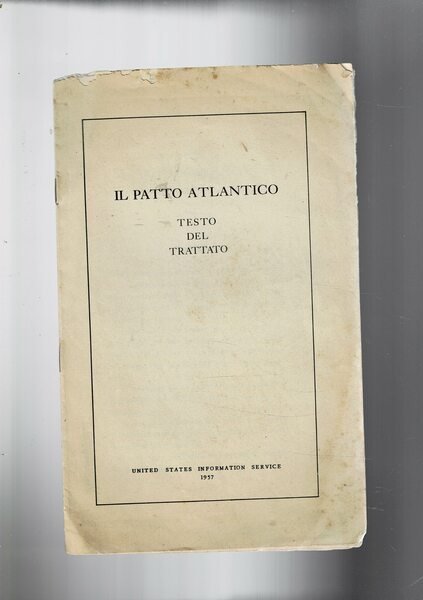 IL PATTO ATLANTICO
TESTO
DEL
TRATTATO
UNITED STATES INFORMATION SERVICE
1957